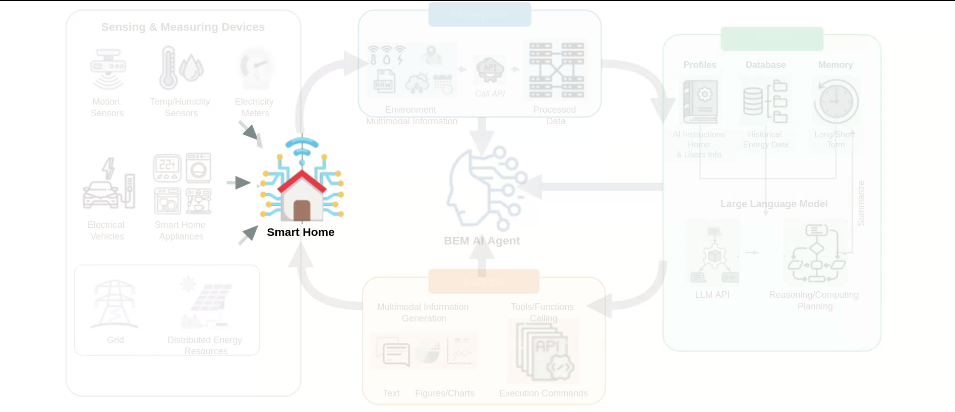 Sensing & Measuring Devices
Motion
Sensors
Temp/Humidity
Sensors
Electricity
Meters
22+
Electrical
Vehicles
Smart Home
Appliances
Grid
Distributed Energy
Resources
Smart Home
Call API
Environment
Multimodal Information
Processed
Data
BEM AI Agent
Multimodal Information
Generation
Tools/Functions
Calling
API
Text
Figures/Charts
Execution Commands
Profiles
Database
Memory
AI Instructions
Home
& Users Info
Historical
Energy Data
Long/Short
Term
Summarize
Large Language Model
LLM API
Reasoning/Computing
Planning